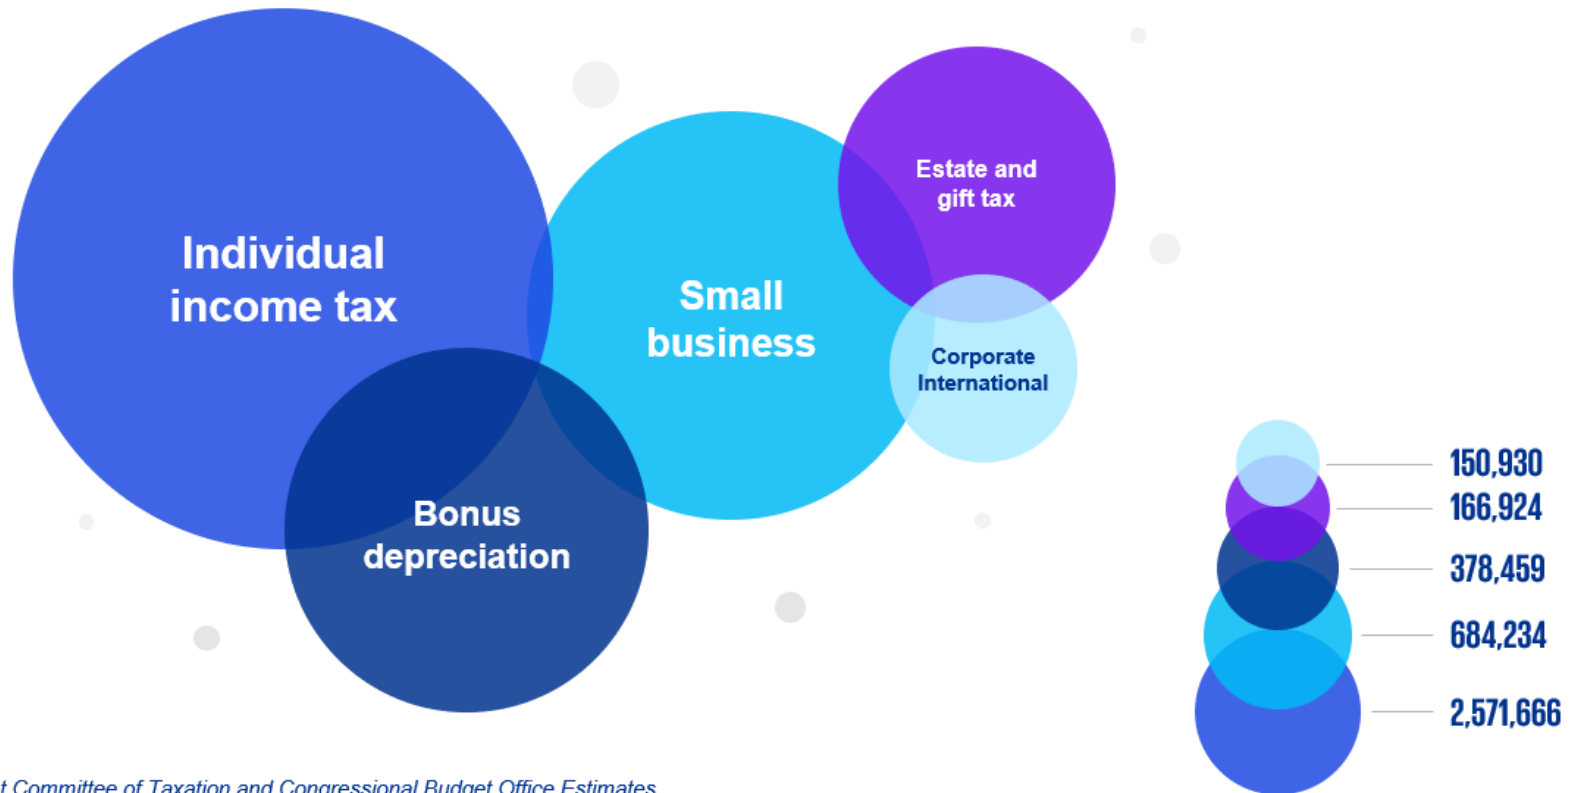 Individual
income tax
Small
business
Estate and
gift tax
Corporate
International
Bonus
depreciation
150,930
166,924
378,459
684,234
2,571,666
Committee of Taxation and Congressional Budget Office Estimates